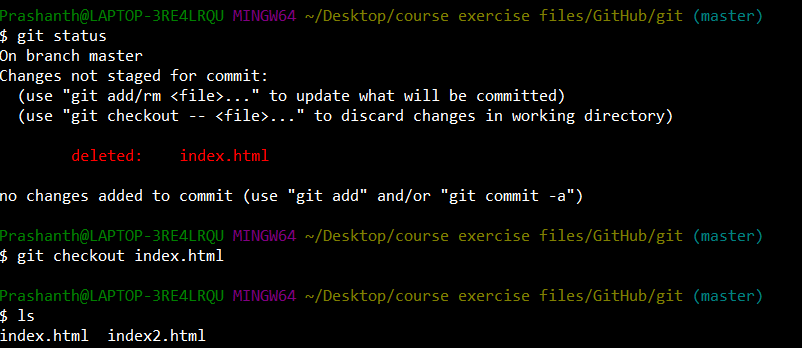 Prashanth@LAPTOP-3RE4LRQU MINGW64 ~/Desktop/course exercise files/GitHub/git (master)
$ git status
On branch master
Changes not staged for commit:
  (use "git add/rm <file>..." to update what will be committed)
  (use "git checkout -- <file>..." to discard changes in working directory)
        deleted:    index.html
no changes added to commit (use "git add" and/or "git commit -a")
Prashanth@LAPTOP-3RE4LRQU MINGW64 ~/Desktop/course exercise files/GitHub/git (master)
$ git checkout index.html
Prashanth@LAPTOP-3RE4LRQU MINGW64 ~/Desktop/course exercise files/GitHub/git (master)
$ ls
index.html  index2.html